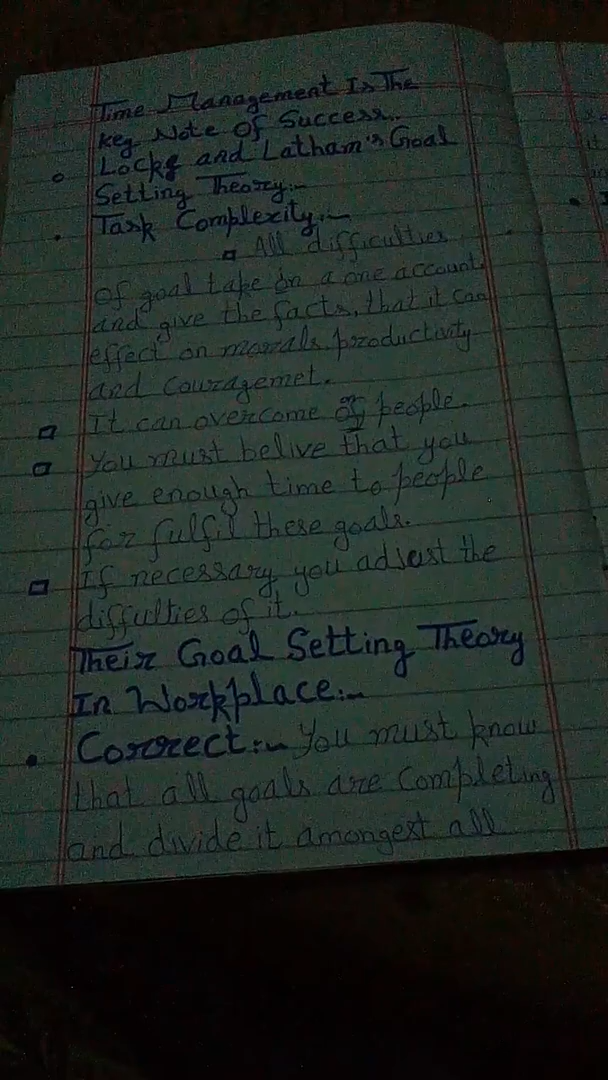 Time Management Is The
Key Note Of Success..
Locke and Latham's Goal
Setting Theory:-
Task Complexity:-
All difficulties
of goal take on a one account
and give the facts, that it can
effect on morals, productivity
and couragemet.
It can overcome of people.
You must belive that you
give enough time to people
for fulfil these goals.
If necessary you adjust the
diffulties of it.
Their Goal Setting Theory
In Workplace:-
Correct:- You must know
that all goals are completing
and divide it amongest all